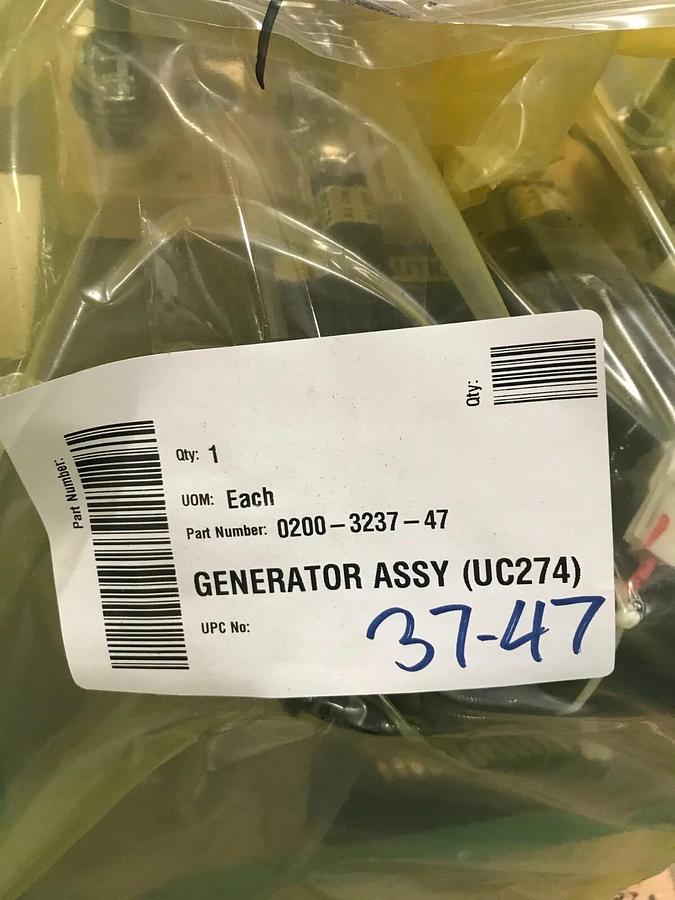 Qty:
Part Number:
Qty: 1
UOM: Each
Part Number: 0200-3237-47
GENERATOR ASSY (UC274)
UPC No:
37-47